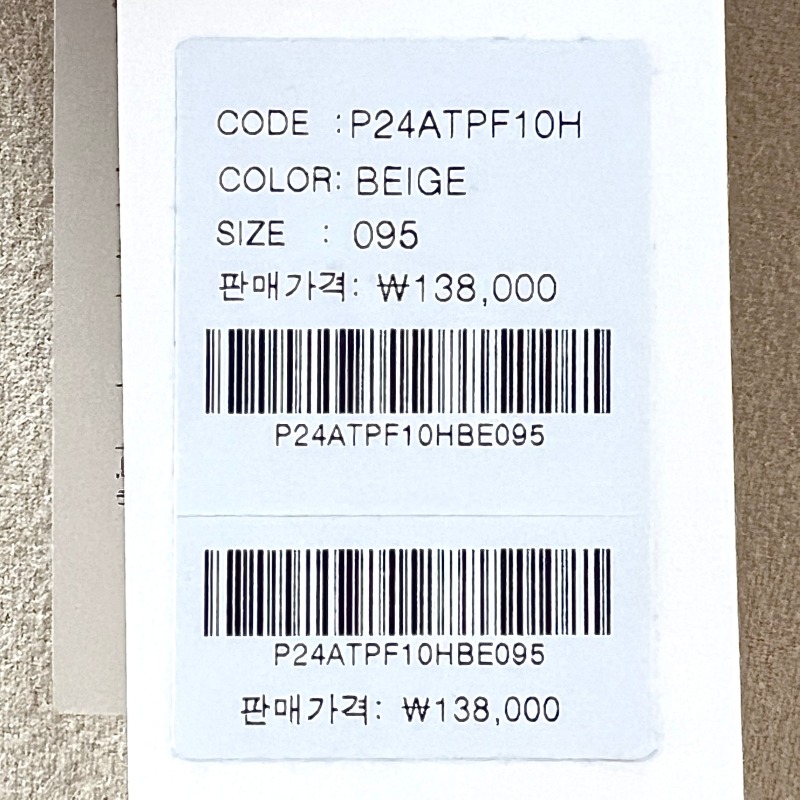 CODE : P24ATPF10H
COLOR: BEIGE
SIZE : 095
판매가격: ₩138,000
P24ATPF10HBE095
P24ATPF10HBE095
판매가격: ₩138,000